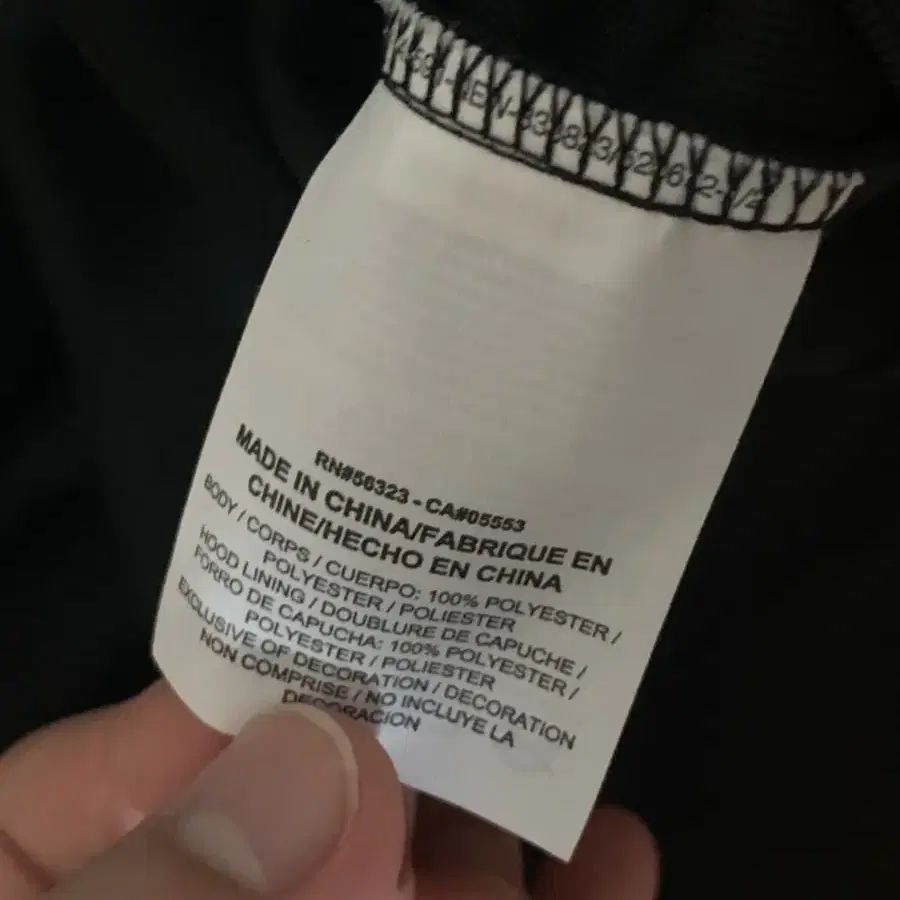 RN#56323 - CA#05553
MADE IN CHINA/FABRIQUE EN
CHINE/HECHO EN CHINA
BODY / CORPS / CUERPO: 100% POLYESTER /
POLYESTER / POLIESTER
HOOD LINING / DOUBLURE DE CAPUCHE /
FORRO DE CAPUCHA: 100% POLYESTER /
POLYESTER / POLIESTER
EXCLUSIVE OF DECORATION / DECORATION
NON COMPRISE / NO INCLUYE LA
DECORACION